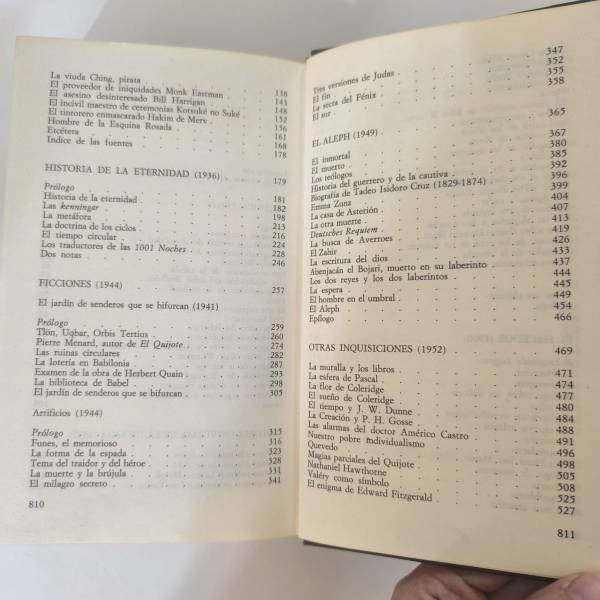 La viuda Ching, pirata . . . . . 138
El proveedor de iniquidades Monk Eastman . . . . . 143
El asesino desinteresado Bill Harrigan . . . . . 148
El incivil maestro de ceremonias Kotsuké no Suké . . . . . 152
El tintorero enmascarado Hakim de Merv . . . . . 156
Hombre de la Esquina Rosada . . . . . 161
Etcétera . . . . . 168
Indice de las fuentes . . . . . 178
HISTORIA DE LA ETERNIDAD (1936) . . . . . 179
Prólogo . . . . . 181
Historia de la eternidad . . . . . 182
Las kenningar . . . . . 198
La metáfora . . . . . 213
La doctrina de los ciclos . . . . . 216
El tiempo circular . . . . . 224
Los traductores de las 1001 Noches . . . . . 228
Dos notas . . . . . 246
FICCIONES (1944) . . . . . 257
El jardín de senderos que se bifurcan (1941)
Prólogo . . . . . 259
Tlön, Uqbar, Orbis Tertius . . . . . 260
Pierre Menard, autor de El Quijote . . . . . 274
Las ruinas circulares . . . . . 282
La lotería en Babilonia . . . . . 287
Examen de la obra de Herbert Quain . . . . . 293
La biblioteca de Babel . . . . . 298
El jardín de senderos que se bifurcan . . . . . 305
Artificios (1944)
Prólogo . . . . . 315
Funes, el memorioso . . . . . 316
La forma de la espada . . . . . 323
Tema del traidor y del héroe . . . . . 328
La muerte y la brújula . . . . . 331
El milagro secreto . . . . . 341
810
Tres versiones de Judas . . . . . 347
El fin . . . . . 352
La secta del Fénix . . . . . 355
El sur . . . . . 358
EL ALEPH (1949) . . . . . 365
El inmortal . . . . . 367
El muerto . . . . . 380
Los teólogos . . . . . 385
Historia del guerrero y de la cautiva . . . . . 392
Biografía de Tadeo Isidoro Cruz (1829-1874) . . . . . 396
Emma Zunz . . . . . 399
La casa de Asterión . . . . . 404
La otra muerte . . . . . 407
Deutsches Requiem . . . . . 413
La busca de Averroes . . . . . 419
El Zahir . . . . . 426
La escritura del dios . . . . . 433
Abenjacán el Bojarí, muerto en su laberinto . . . . . 437
Los dos reyes y los dos laberintos . . . . . 444
La espera . . . . . 445
El hombre en el umbral . . . . . 449
El Aleph . . . . . 454
Epílogo . . . . . 466
OTRAS INQUISICIONES (1952) . . . . . 469
La muralla y los libros . . . . . 471
La esfera de Pascal . . . . . 474
La flor de Coleridge . . . . . 477
El sueño de Coleridge . . . . . 480
El tiempo y J. W. Dunne . . . . . 484
La Creación y P. H. Gosse . . . . . 488
Las alarmas del doctor Américo Castro . . . . . 491
Nuestro pobre individualismo . . . . . 496
Quevedo . . . . . 498
Magias parciales del Quijote . . . . . 505
Nathaniel Hawthorne . . . . . 508
Valéry como símbolo . . . . . 525
El enigma de Edward Fitzgerald . . . . . 527
811